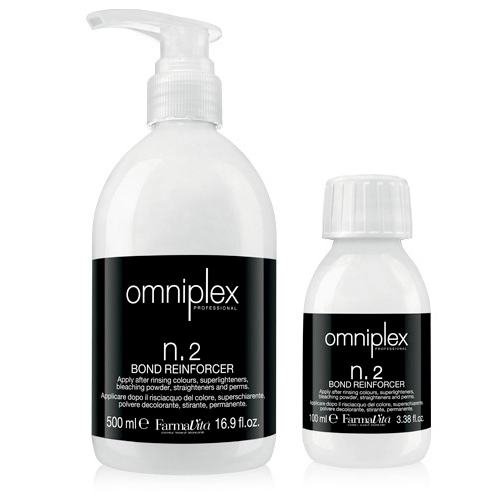 omniplex
PROFESSIONAL
n.2
BOND REINFORCER
Apply after rinsing colours, superlighteners,
bleaching powder, straighteners and perms.
Applicare dopo il risciacquo del colore, superschiarente,
polvere decolorante, stirante, permanente.
500 ml ℮ FarmaVita 16.9 fl.oz.
omniplex
PROFESSIONAL
n.2
BOND REINFORCER
Apply after rinsing colours, superlighteners,
bleaching powder, straighteners and perms.
Applicare dopo il risciacquo del colore, superschiarente,
polvere decolorante, stirante, permanente.
100 ml ℮ FarmaVita 3.38 fl.oz.